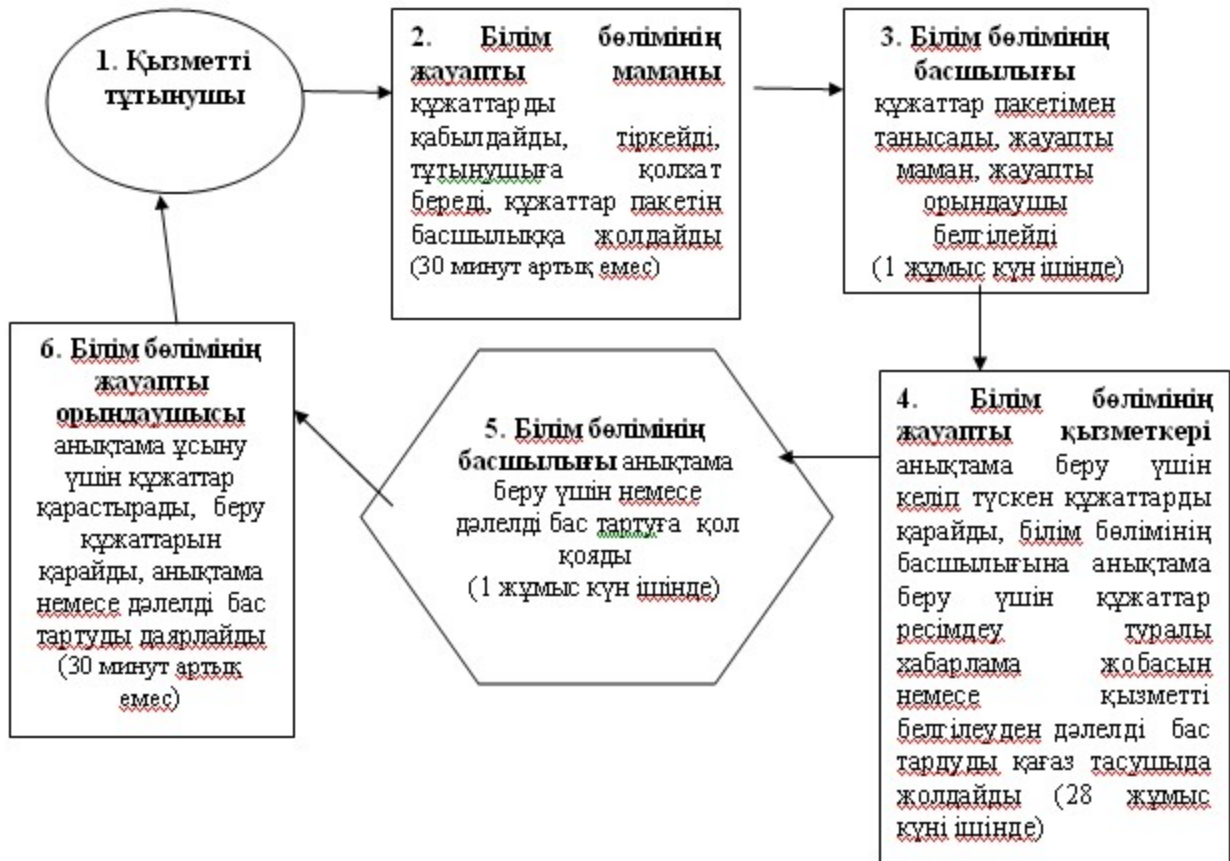 1. Қызметті
тұтынушы
2. Білім бөлімінің
жауапты маманы
құжаттарды
қабылдайды, тіркейді,
тұтынушыға қолхат
береді, құжаттар пакетін
басшылыққа жолдайды
(30 минут артық емес)
3. Білім бөлімінің
басшылығы
құжаттар пакетімен
танысады, жауапты
маман, жауапты
орындаушы
белгілейді
(1 жұмыс күн ішінде)
4. Білім бөлімінің
жауапты қызметкері
анықтама беру үшін
келіп түскен құжаттарды
қарайды, білім бөлімінің
басшылығына анықтама
беру үшін құжаттар
ресімдеу туралы
хабарлама жобасын
немесе қызметті
белгілеуден дәлелді бас
тардуды қағаз тасушыда
жолдайды (28 жұмыс
күні ішінде)
5. Білім бөлімінің
басшылығы анықтама
беру үшін немесе
дәлелді бас тартуға қол
қояды
(1 жұмыс күн ішінде)
6. Білім бөлімінің
жауапты
орындаушысы
анықтама ұсыну
үшін құжаттар
қарастырады, беру
құжаттарын
қарайды, анықтама
немесе дәлелді бас
тартуды даярлайды
(30 минут артық
емес)